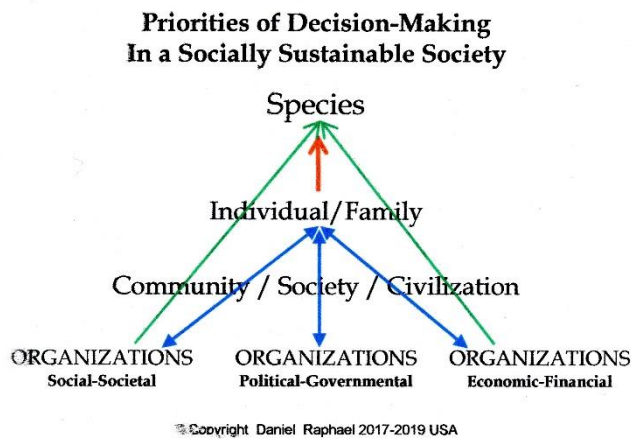 Priorities of Decision-Making
In a Socially Sustainable Society
Species
Individual/Family
Community / Society / Civilization
ORGANIZATIONS ORGANIZATIONS ORGANIZATIONS
Social-Societal Political-Governmental Economic-Financial
© Copyright Daniel Raphael 2017-2019 USA